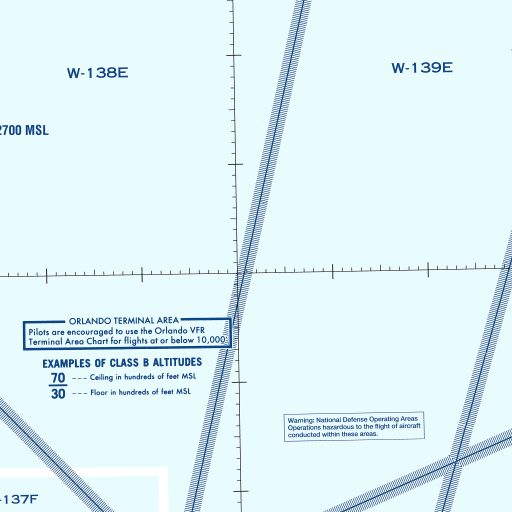 W-138E
W-139E
2700 MSL
ORLANDO TERMINAL AREA
Pilots are encouraged to use the Orlando VFR
Terminal Area Chart for flights at or below 10,000.
EXAMPLES OF CLASS B ALTITUDES
70 --- Ceiling in hundreds of feet MSL
30 --- Floor in hundreds of feet MSL
Warning: National Defense Operating Areas
Operations hazardous to the flight of aircraft
conducted within these areas.
-137F